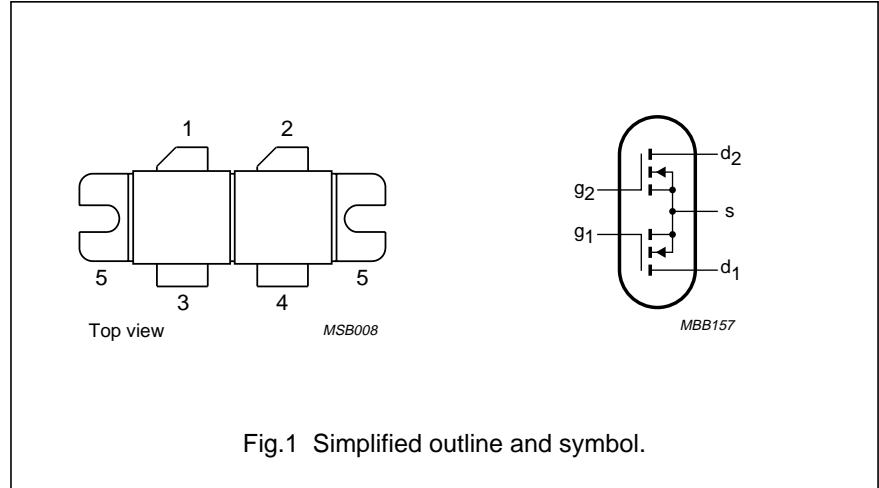 1 2
5 5
3 4
Top view MSB008
d2
g2
s
g1
d1
MBB157
Fig.1 Simplified outline and symbol.